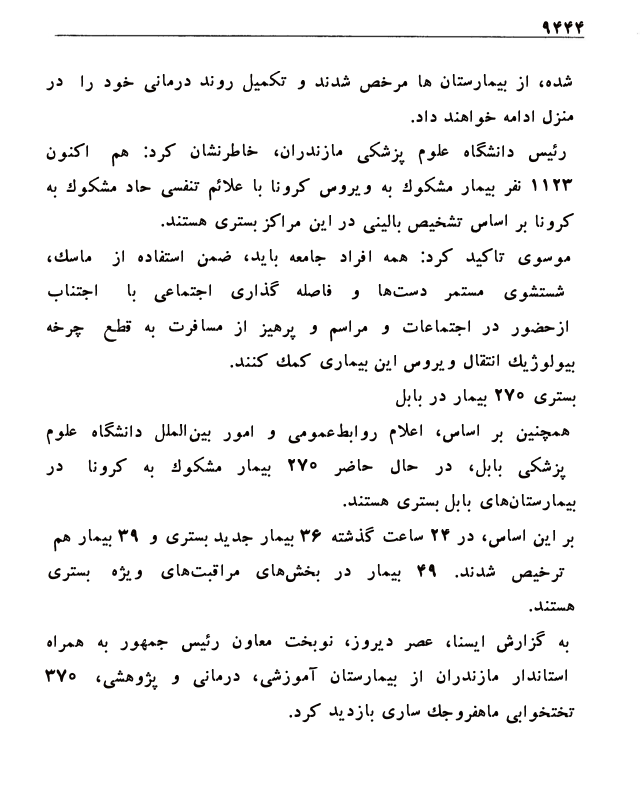 ۹۴۴۴
شده، از بیمارستان ها مرخص شدند و تکمیل روند درمانی خود را در
منزل ادامه خواهند داد.
رئیس دانشگاه علوم پزشکی مازندران، خاطرنشان کرد: هم اکنون
۱۱۲۳ نفر بیمار مشکوك به ویروس کرونا با علائم تنفسی حاد مشکوك به
کرونا بر اساس تشخیص بالینی در این مراکز بستری هستند.
موسوی تاکید کرد: همه افراد جامعه باید، ضمن استفاده از ماسك،
شستشوی مستمر دست‌ها و فاصله گذاری اجتماعی با اجتناب
ازحضور در اجتماعات و مراسم و پرهیز از مسافرت به قطع چرخه
بیولوژیك انتقال ویروس این بیماری کمك کنند.
بستری ۲۷۰ بیمار در بابل
همچنین بر اساس، اعلام روابط‌عمومی و امور بین‌الملل دانشگاه علوم
پزشکی بابل، در حال حاضر ۲۷۰ بیمار مشکوك به کرونا در
بیمارستان‌های بابل بستری هستند.
بر این اساس، در ۲۴ ساعت گذشته ۳۶ بیمار جدید بستری و ۳۹ بیمار هم
ترخیص شدند. ۴۹ بیمار در بخش‌های مراقبت‌های ویژه بستری
هستند.
به گزارش ایسنا، عصر دیروز، نوبخت معاون رئیس جمهور به همراه
استاندار مازندران از بیمارستان آموزشی، درمانی و پژوهشی، ۳۷۰
تختخوابی ماهفروجك ساری بازدید کرد.